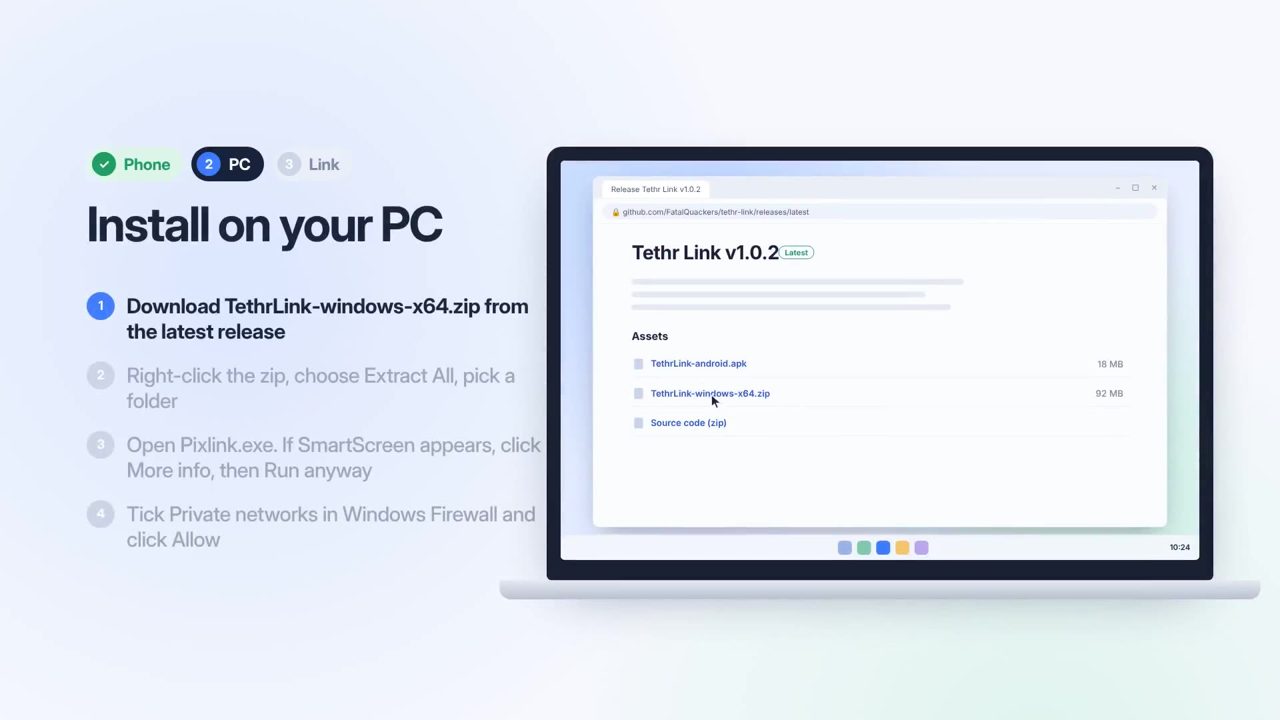 Phone
2 PC
3 Link
Install on your PC
1 Download TethrLink-windows-x64.zip from
the latest release
2 Right-click the zip, choose Extract All, pick a
folder
3 Open Pixlink.exe. If SmartScreen appears, click
More info, then Run anyway
4 Tick Private networks in Windows Firewall and
click Allow
Release Tethr Link v1.0.2
github.com/FatalQuackers/tethr-link/releases/latest
Tethr Link v1.0.2 Latest
Assets
TethrLink-android.apk 18 MB
TethrLink-windows-x64.zip 92 MB
Source code (zip)
10:24